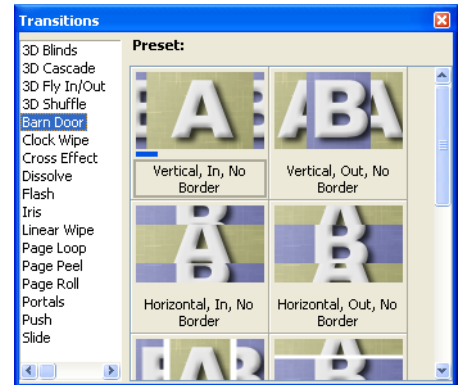 Transitions
3D Blinds
3D Cascade
3D Fly In/Out
3D Shuffle
Barn Door
Clock Wipe
Cross Effect
Dissolve
Flash
Iris
Linear Wipe
Page Loop
Page Peel
Page Roll
Portals
Push
Slide
Preset:
B A B
A B A
Vertical, In, No
Border
Vertical, Out, No
Border
B
A
B
A
B
A
Horizontal, In, No
Border
Horizontal, Out, No
Border
B A B
A